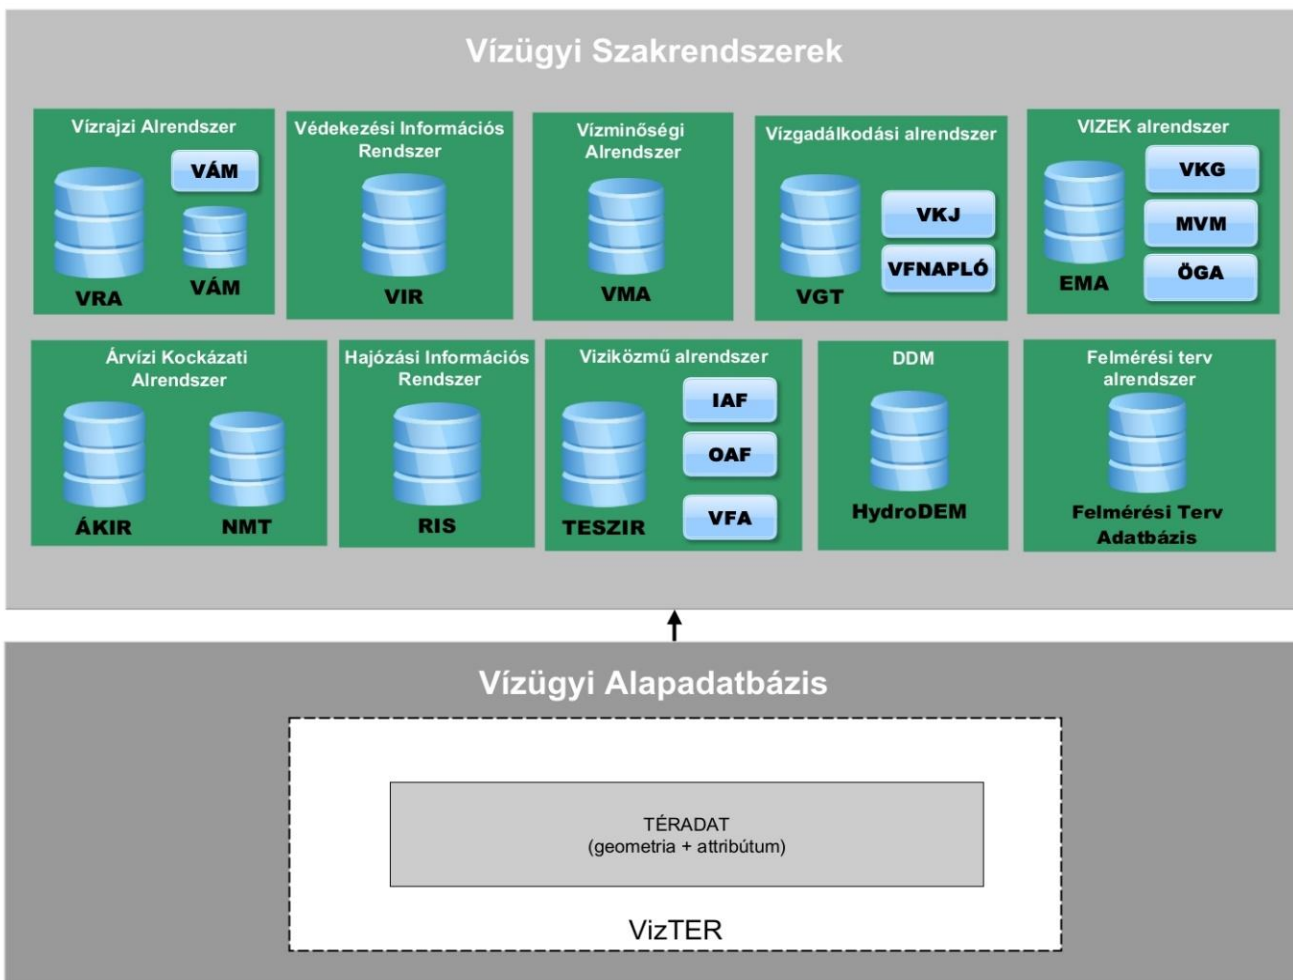 Vízügyi Szakrendszerek
Vízrajzi Alrendszer
VÁM
VRA
VÁM
Védekezési Információs
Rendszer
VIR
Vízminőségi
Alrendszer
VMA
Vízgadálkodási alrendszer
VKJ
VFNAPLÓ
VGT
VIZEK alrendszer
VKG
MVM
ÖGA
EMA
Árvízi Kockázati
Alrendszer
ÁKIR
NMT
Hajózási Információs
Rendszer
RIS
Viziközmű alrendszer
IAF
OAF
VFA
TESZIR
DDM
HydroDEM
Felmérési terv
alrendszer
Felmérési Terv
Adatbázis
Vízügyi Alapadatbázis
TÉRADAT
(geometria + attribútum)
VizTER